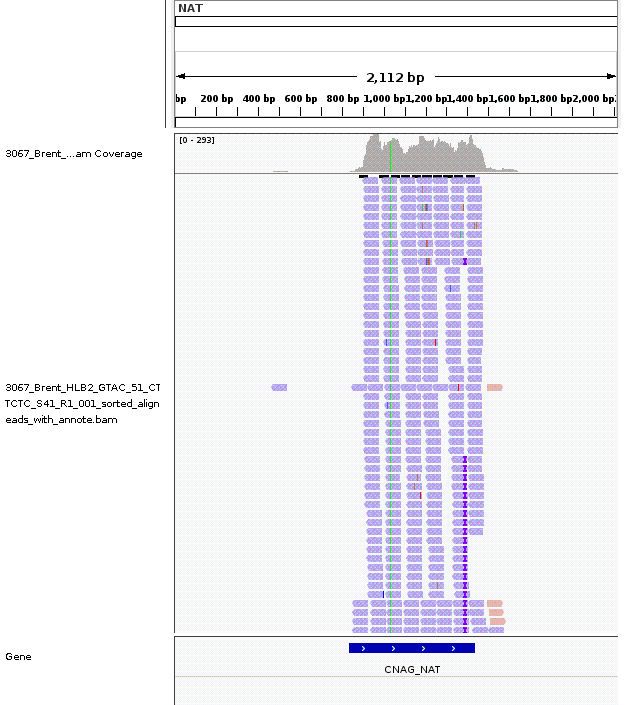 NAT
2,112 bp
bp 200 bp 400 bp 600 bp 800 bp 1,000 bp 1,200 bp 1,400 bp 1,600 bp 1,800 bp 2,000 bp
[0 - 293]
3067_Brent_...am Coverage
3067_Brent_HLB2_GTAC_51_CT
TCTC_S41_R1_001_sorted_align
eads_with_annote.bam
Gene
CNAG_NAT